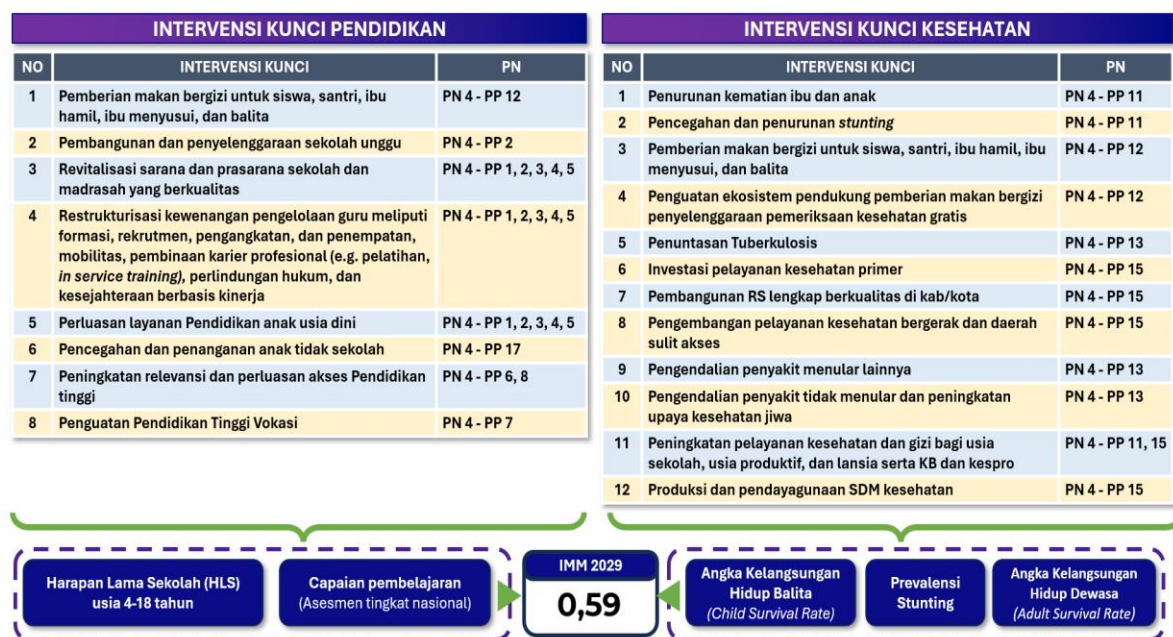 INTERVENSI KUNCI PENDIDIKAN
NO INTERVENSI KUNCI PN
1 Pemberian makan bergizi untuk siswa, santri, ibu PN 4 - PP 12
hamil, ibu menyusui, dan balita
2 Pembangunan dan penyelenggaraan sekolah unggu PN 4 - PP 2
3 Revitalisasi sarana dan prasarana sekolah dan PN 4 - PP 1, 2, 3, 4, 5
madrasah yang berkualitas
4 Restrukturisasi kewenangan pengelolaan guru meliputi PN 4 - PP 1, 2, 3, 4, 5
formasi, rekrutmen, pengangkatan, dan penempatan,
mobilitas, pembinaan karier profesional (e.g. pelatihan,
in service training), perlindungan hukum, dan
kesejahteraan berbasis kinerja
5 Perluasan layanan Pendidikan anak usia dini PN 4 - PP 1, 2, 3, 4, 5
6 Pencegahan dan penanganan anak tidak sekolah PN 4 - PP 17
7 Peningkatan relevansi dan perluasan akses Pendidikan PN 4 - PP 6, 8
tinggi
8 Penguatan Pendidikan Tinggi Vokasi PN 4 - PP 7
INTERVENSI KUNCI KESEHATAN
NO INTERVENSI KUNCI PN
1 Penurunan kematian ibu dan anak PN 4 - PP 11
2 Pencegahan dan penurunan stunting PN 4 - PP 11
3 Pemberian makan bergizi untuk siswa, santri, ibu hamil, ibu PN 4 - PP 12
menyusui, dan balita
4 Penguatan ekosistem pendukung pemberian makan bergizi PN 4 - PP 12
penyelenggaraan pemeriksaan kesehatan gratis
5 Penuntasan Tuberkulosis PN 4 - PP 13
6 Investasi pelayanan kesehatan primer PN 4 - PP 15
7 Pembangunan RS lengkap berkualitas di kab/kota PN 4 - PP 15
8 Pengembangan pelayanan kesehatan bergerak dan daerah PN 4 - PP 15
sulit akses
9 Pengendalian penyakit menular lainnya PN 4 - PP 13
10 Pengendalian penyakit tidak menular dan peningkatan PN 4 - PP 13
upaya kesehatan jiwa
11 Peningkatan pelayanan kesehatan dan gizi bagi usia PN 4 - PP 11, 15
sekolah, usia produktif, dan lansia serta KB dan kespro
12 Produksi dan pendayagunaan SDM kesehatan PN 4 - PP 15
Harapan Lama Sekolah (HLS)
usia 4-18 tahun
Capaian pembelajaran
(Asesmen tingkat nasional)
IMM 2029
0,59
Angka Kelangsungan
Hidup Balita
(Child Survival Rate)
Prevalensi
Stunting
Angka Kelangsungan
Hidup Dewasa
(Adult Survival Rate)